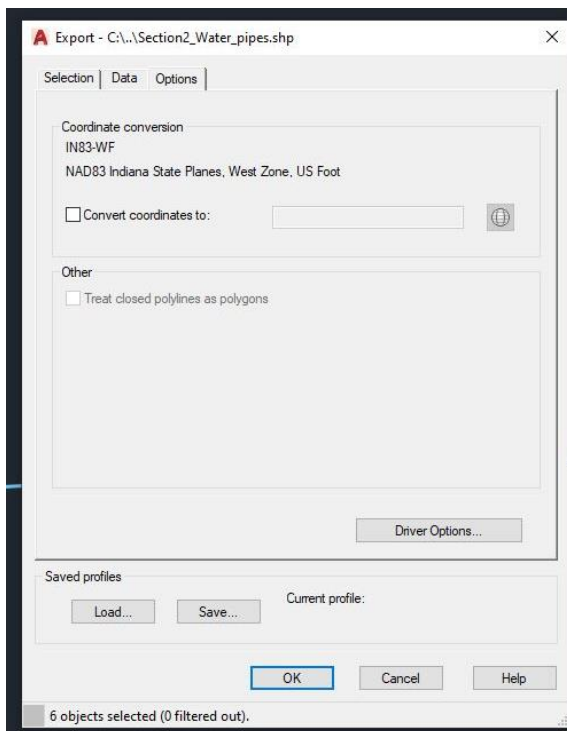 Export - C:\..\Section2_Water_pipes.shp
Selection Data Options
Coordinate conversion
IN83-WF
NAD83 Indiana State Planes, West Zone, US Foot
Convert coordinates to:
Other
Treat closed polylines as polygons
Driver Options...
Saved profiles
Load... Save... Current profile:
OK Cancel Help
6 objects selected (0 filtered out).